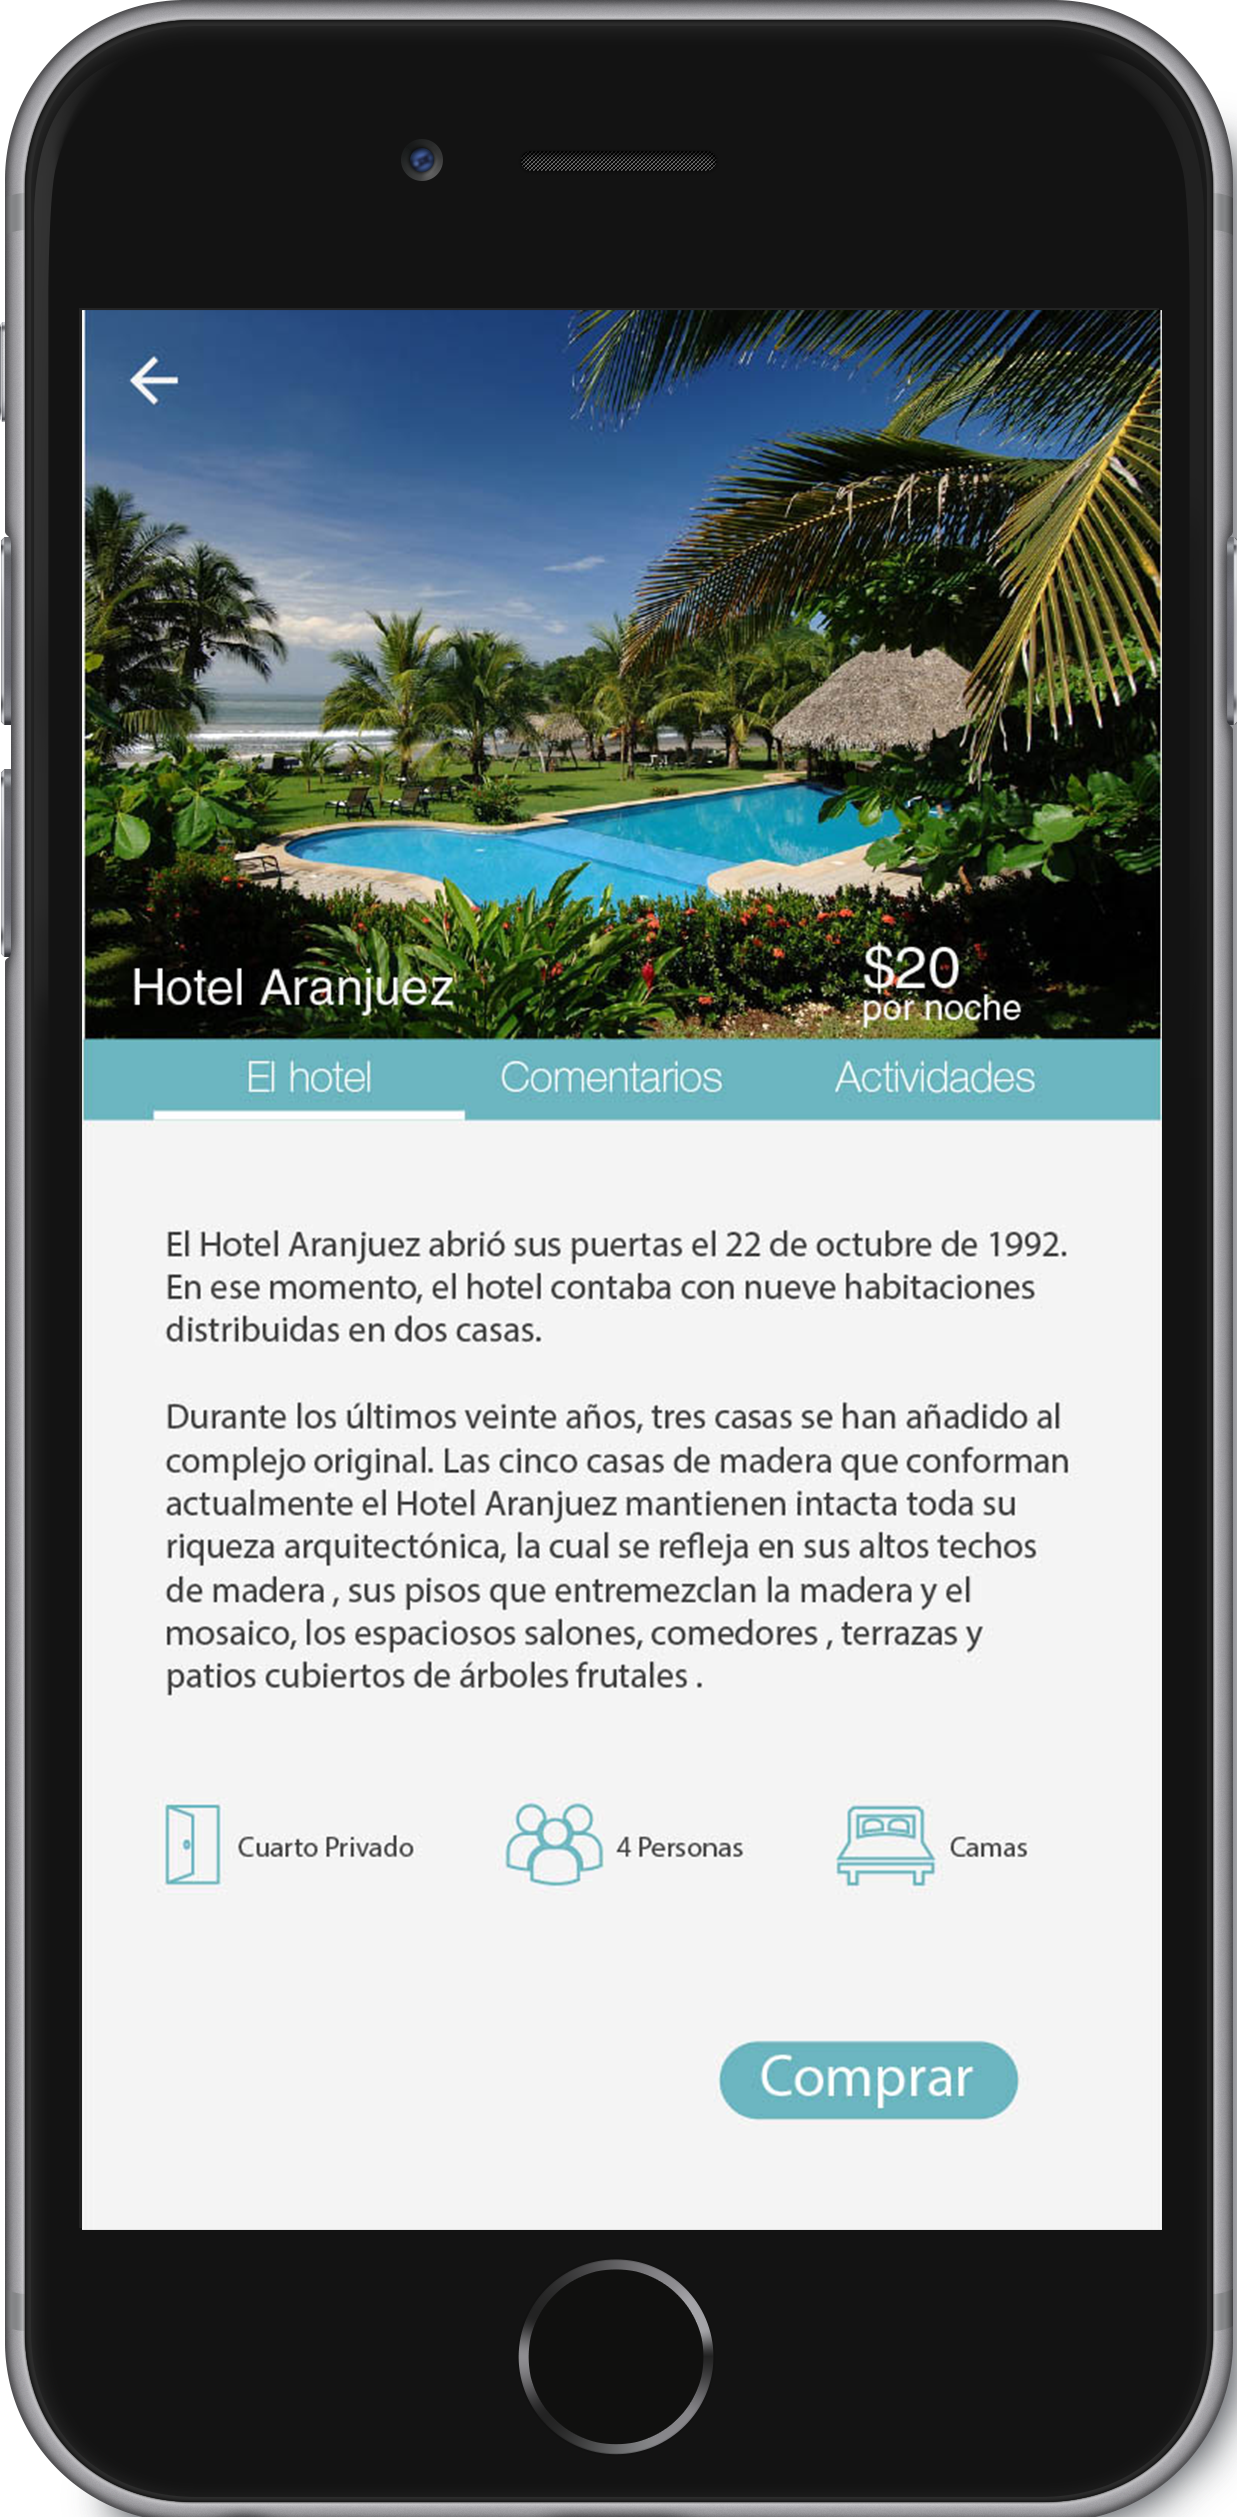 Hotel Aranjuez
$20
por noche
El hotel
Comentarios
Actividades
El Hotel Aranjuez abrió sus puertas el 22 de octubre de 1992.
En ese momento, el hotel contaba con nueve habitaciones
distribuidas en dos casas.
Durante los últimos veinte años, tres casas se han añadido al
complejo original. Las cinco casas de madera que conforman
actualmente el Hotel Aranjuez mantienen intacta toda su
riqueza arquitectónica, la cual se refleja en sus altos techos
de madera , sus pisos que entremezclan la madera y el
mosaico, los espaciosos salones, comedores , terrazas y
patios cubiertos de árboles frutales .
Cuarto Privado
4 Personas
Camas
Comprar